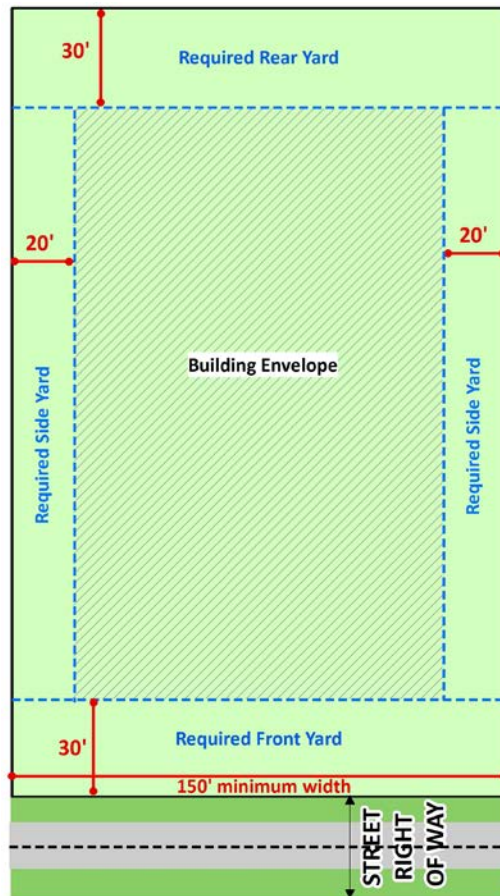 30'
Required Rear Yard
20'
20'
Building Envelope
Required Side Yard
Required Side Yard
30'
Required Front Yard
150' minimum width
STREET
RIGHT
OF WAY